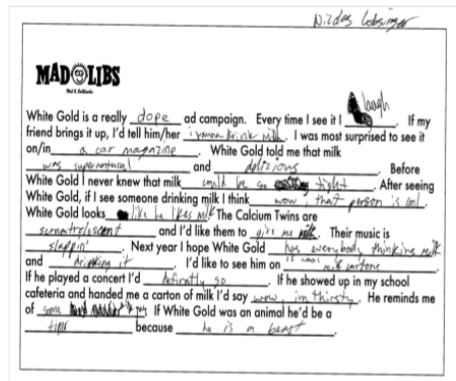 MAD LIBS
White Gold is a really dope ad campaign. Every time I see it I laugh. If my
friend brings it up, I'd tell him/her i wanna drink milk. I was most surprised to see it
on/in a car magazine. White Gold told me that milk
was supernatural and delicious. Before
White Gold I never knew that milk could be so tight. After seeing
White Gold, if I see someone drinking milk I think wow, that person is cool.
White Gold looks like he likes milk The Calcium Twins are
and I'd like them to give me milk. Their music is
slappin'. Next year I hope White Gold has everybody thinking milk
is cool
and drinking it. I'd like to see him on milk cartons
If he played a concert I'd definatly go. If he showed up in my school
cafeteria and handed me a carton of milk I'd say wow, im thirsty. He reminds me
of some If White Gold was an animal he'd be a
tiger because he is a beast.